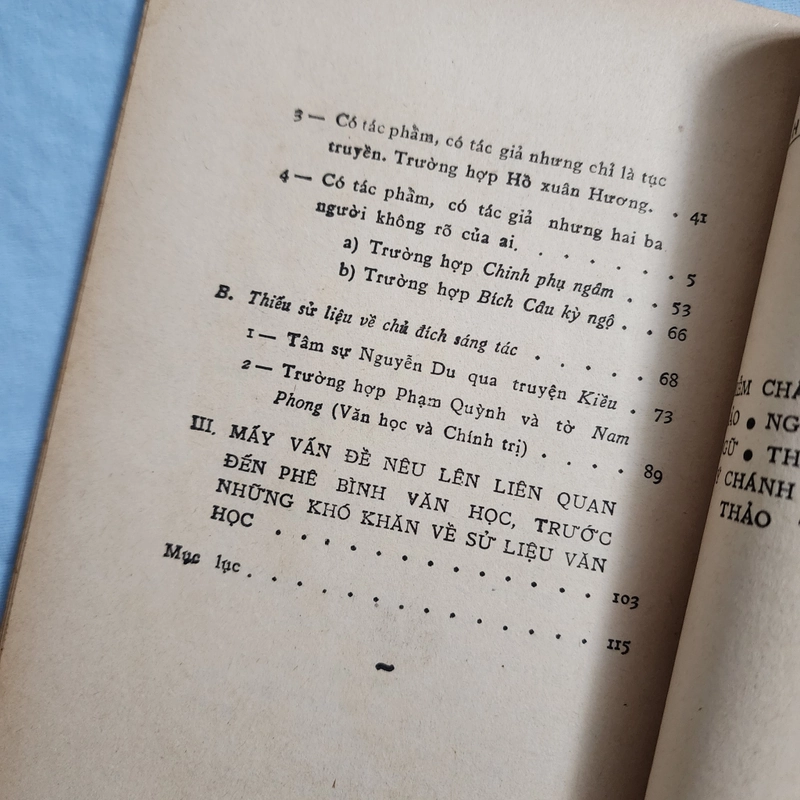 3 — Có tác phẩm, có tác giả nhưng chỉ là tục
truyền. Trường hợp Hồ xuân Hương. . 41
4 — Có tác phẩm, có tác giả nhưng hai ba
người không rõ của ai. . . . . . . 5
a) Trường hợp Chinh phụ ngâm . . 53
b) Trường hợp Bích Câu kỳ ngộ . . 66
B. Thiếu sử liệu về chủ đích sáng tác . . . . . 68
1 — Tâm sự Nguyễn Du qua truyện Kiều . 73
2 — Trường hợp Phạm Quỳnh và tờ Nam
Phong (Văn học và Chính trị) . . . . 89
III. MẤY VẤN ĐỀ NÊU LÊN LIÊN QUAN
ĐẾN PHÊ BÌNH VĂN HỌC, TRƯỚC
NHỮNG KHÓ KHĂN VỀ SỬ LIỆU VĂN
HỌC . . . . . . . . . . . . . 103
Mục lục . . . . . . . . . . . . . . 115
CHÁNH
THẢO